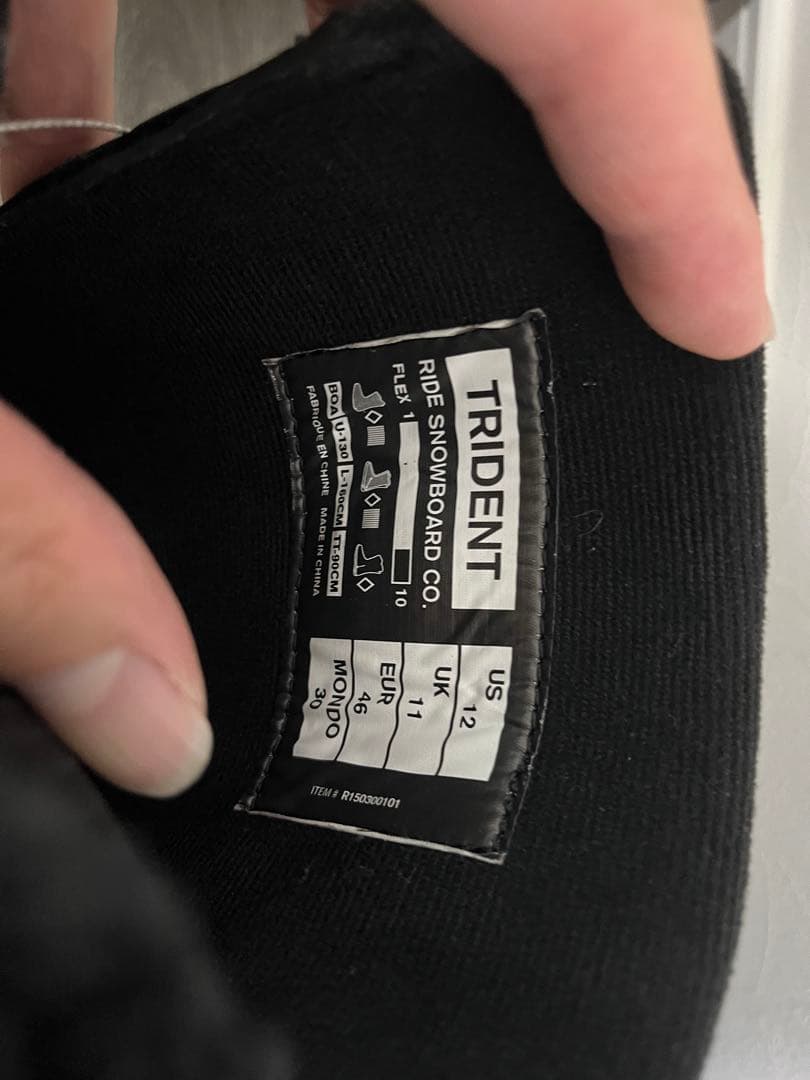 TRIDENT
RIDE SNOWBOARD CO.
FLEX 1 10
BOA U-130 L-160CM TT-90CM
FABRIQUE EN CHINE MADE IN CHINA
US 12
UK 11
EUR 46
MONDO 30
ITEM # R150300101